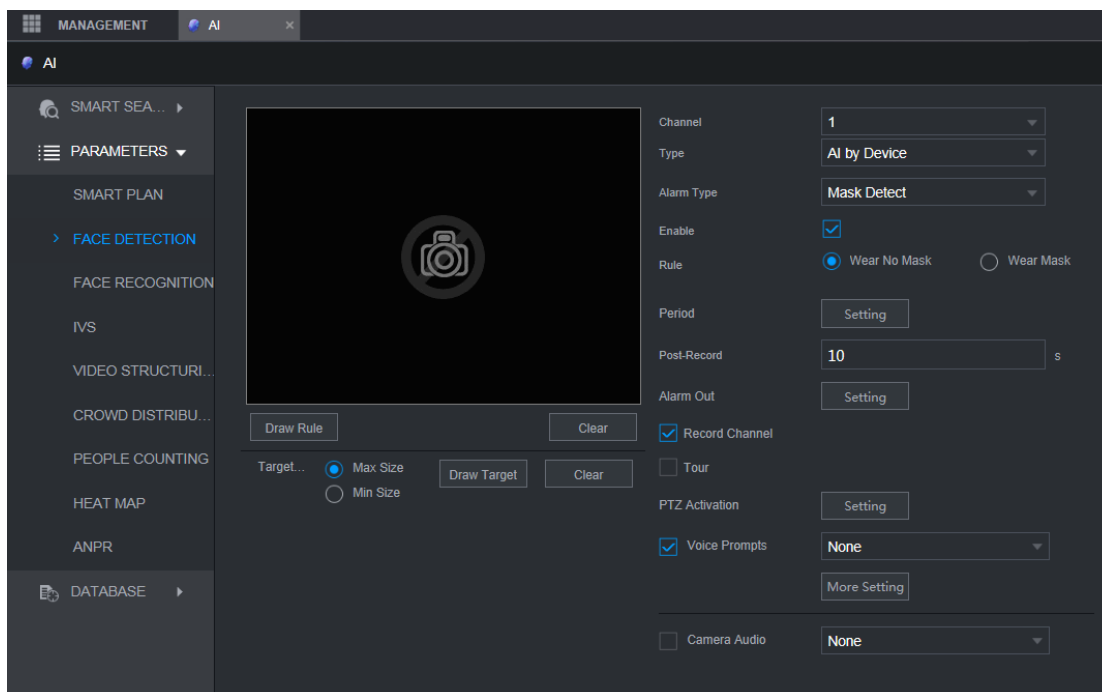 MANAGEMENT AI ×
AI
SMART SEA...
PARAMETERS
SMART PLAN
FACE DETECTION
FACE RECOGNITION
IVS
VIDEO STRUCTURI...
CROWD DISTRIBU...
PEOPLE COUNTING
HEAT MAP
ANPR
DATABASE
Draw Rule Clear
Target... Max Size Draw Target Clear
Min Size
Channel 1
Type AI by Device
Alarm Type Mask Detect
Enable
Rule Wear No Mask Wear Mask
Period Setting
Post-Record 10 s
Alarm Out Setting
Record Channel
Tour
PTZ Activation Setting
Voice Prompts None
More Setting
Camera Audio None